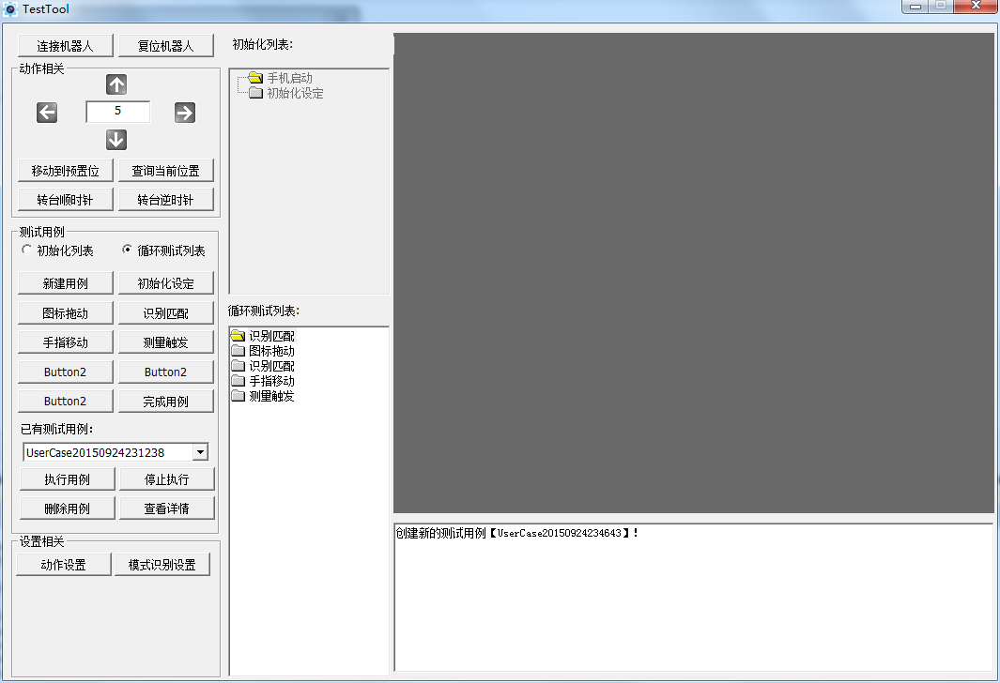 TestTool
连接机器人 复位机器人
动作相关
5
移动到预置位 查询当前位置
转台顺时针 转台逆时针
测试用例
初始化列表 循环测试列表
新建用例 初始化设定
图标拖动 识别匹配
手指移动 测量触发
Button2 Button2
Button2 完成用例
已有测试用例:
UserCase20150924231238
执行用例 停止执行
删除用例 查看详情
设置相关
动作设置 模式识别设置
初始化列表:
手机启动
初始化设定
循环测试列表:
识别匹配
图标拖动
识别匹配
手指移动
测量触发
创建新的测试用例【UserCase20150924234643】!